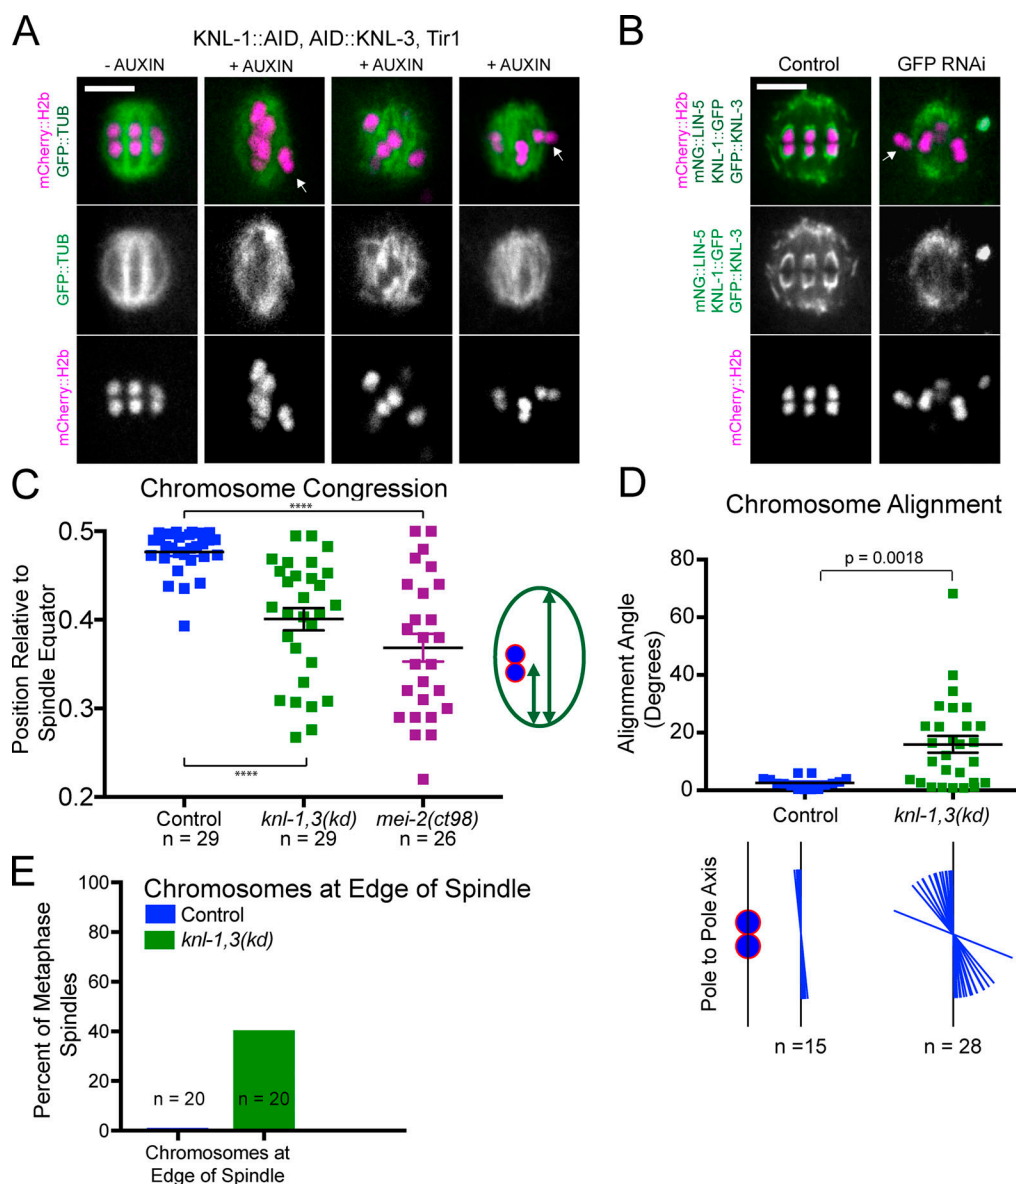 A
KNL-1::AID, AID::KNL-3, Tir1
- AUXIN
+ AUXIN
+ AUXIN
+ AUXIN
mCherry::H2b
GFP::TUB
GFP::TUB
mCherry::H2b
B
Control
GFP RNAi
mCherry::H2b
mNG::LIN-5
KNL-1::GFP
GFP::KNL-3
mNG::LIN-5
KNL-1::GFP
GFP::KNL-3
mCherry::H2b
C
Chromosome Congression
****
Position Relative to
Spindle Equator
0.5
0.4
0.3
0.2
****
Control
n = 29
knl-1,3(kd)
n = 29
mei-2(ct98)
n = 26
D
Chromosome Alignment
p = 0.0018
Alignment Angle
(Degrees)
80
60
40
20
0
Control
knl-1,3(kd)
Pole to Pole Axis
n =15
n = 28
E
Chromosomes at Edge of Spindle
Control
knl-1,3(kd)
Percent of Metaphase
Spindles
100
80
60
40
20
0
n = 20
n = 20
Chromosomes at
Edge of Spindle